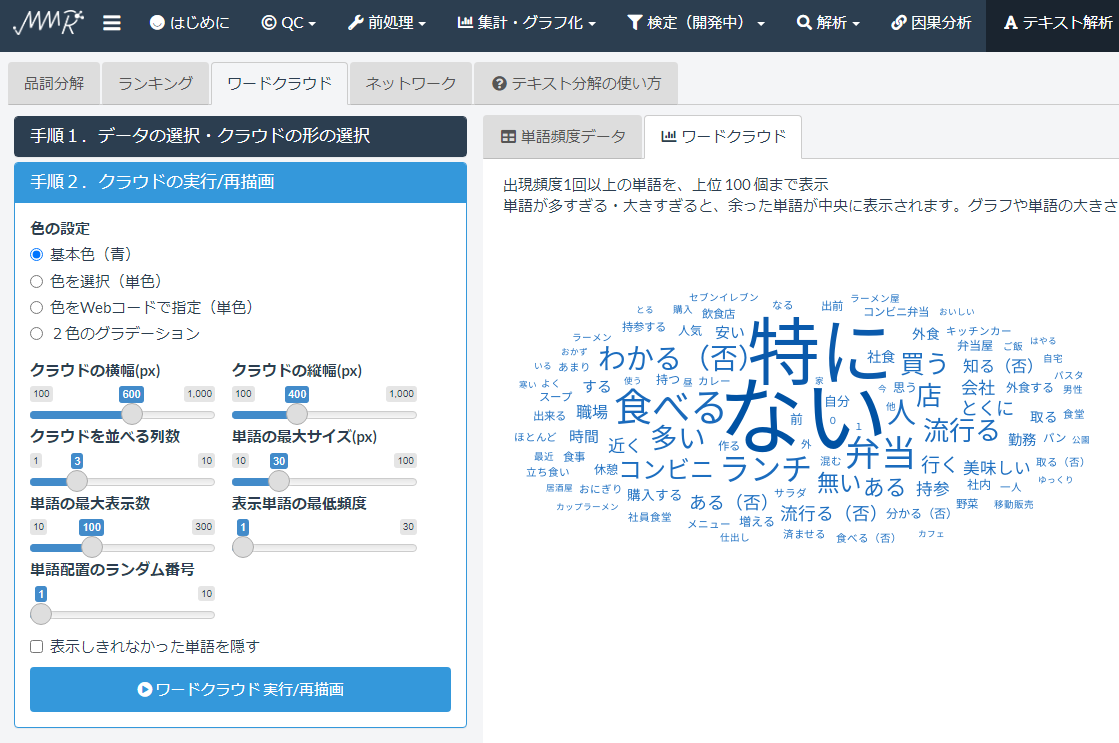 MMR はじめに QC 前処理 集計・グラフ化 検定（開発中） 解析 因果分析 テキスト解析
品詞分解 ランキング ワードクラウド ネットワーク テキスト分解の使い方
手順１．データの選択・クラウドの形の選択
手順２．クラウドの実行/再描画
色の設定
基本色（青）
色を選択（単色）
色をWebコードで指定（単色）
２色のグラデーション
クラウドの横幅(px) クラウドの縦幅(px)
100 600 1,000 100 400 1,000
クラウドを並べる列数 単語の最大サイズ(px)
1 3 10 10 30 100
単語の最大表示数 表示単語の最低頻度
10 100 300 1 30
単語配置のランダム番号
1 10
表示しきれなかった単語を隠す
ワードクラウド 実行/再描画
単語頻度データ ワードクラウド
出現頻度1回以上の単語を、上位 100 個まで表示
単語が多すぎる・大きすぎると、余った単語が中央に表示されます。グラフや単語の大きさ
セブンイレブン なる ラーメン屋
とる 購入 飲食店 出前 コンビニ弁当 おいしい
ラーメン 持参する 人気 安い 特に 外食 キッチンカー
おかず わかる（否） 社食 買う 弁当屋 ご飯 はやる
いる あまり 知る（否） 自宅
寒い よく する 使う 持つ 昼 カレー 家 今 思う 店 会社 外食する パスタ 男性
スープ 食べる ない 自分 他 人 とくに
出来る 職場 前 0 1 流行る 取る 食堂
ほとんど 時間 近く 多い 作る 外 弁当 勤務 パン 公園
最近 食事 休憩 コンビニ ランチ 混む 行く 美味しい 取る（否）
立ち食い 無い ある 社内 一人 ゆっくり
居酒屋 おにぎり 購入する ある（否） サラダ 持参 野菜 移動販売
カップラーメン 社員食堂 メニュー 増える 流行る（否） 分かる（否）
仕出し 済ませる 食べる（否） カフェ